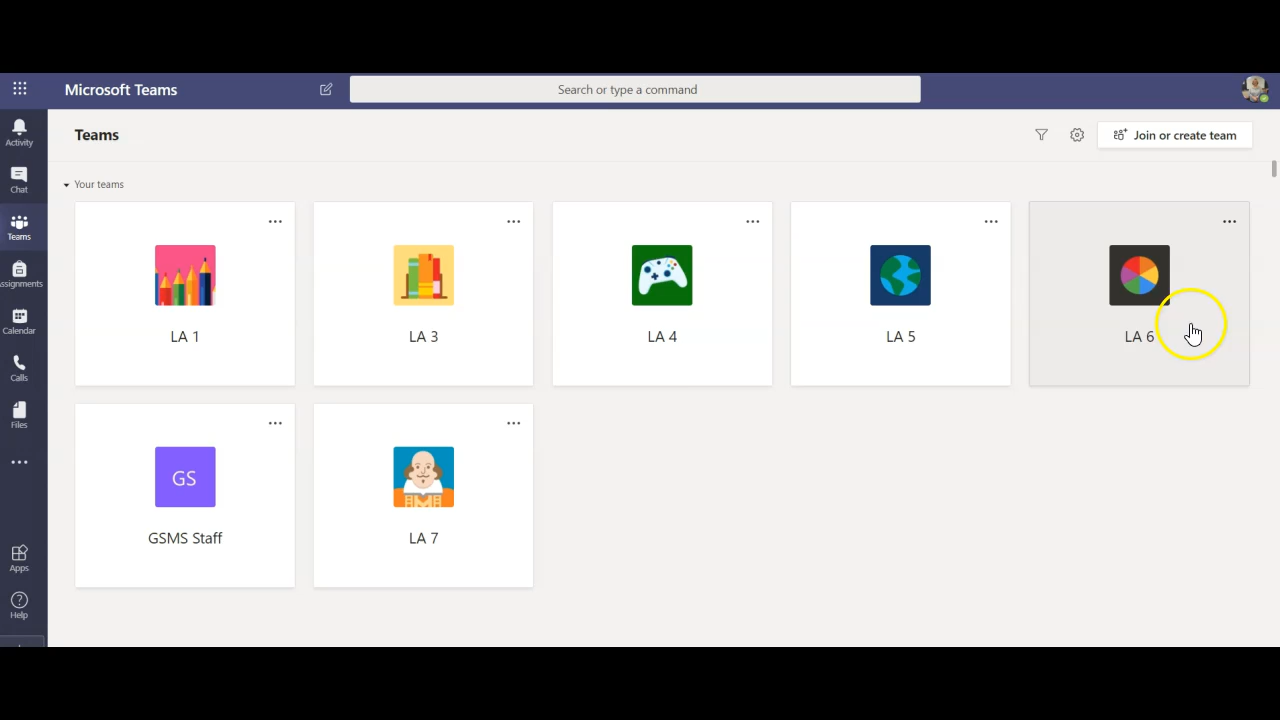 Microsoft Teams
Search or type a command
Activity
Chat
Teams
ssignments
Calendar
Calls
Files
Apps
Help
Teams
Join or create team
Your teams
LA 1
LA 3
LA 4
LA 5
LA 6
GS
GSMS Staff
LA 7